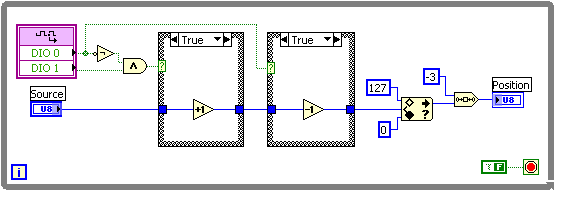 True
True
DIO 0
DIO 1
?
?
Source
U8
+1
-1
127
0
?
-3
Position
U8
i
F